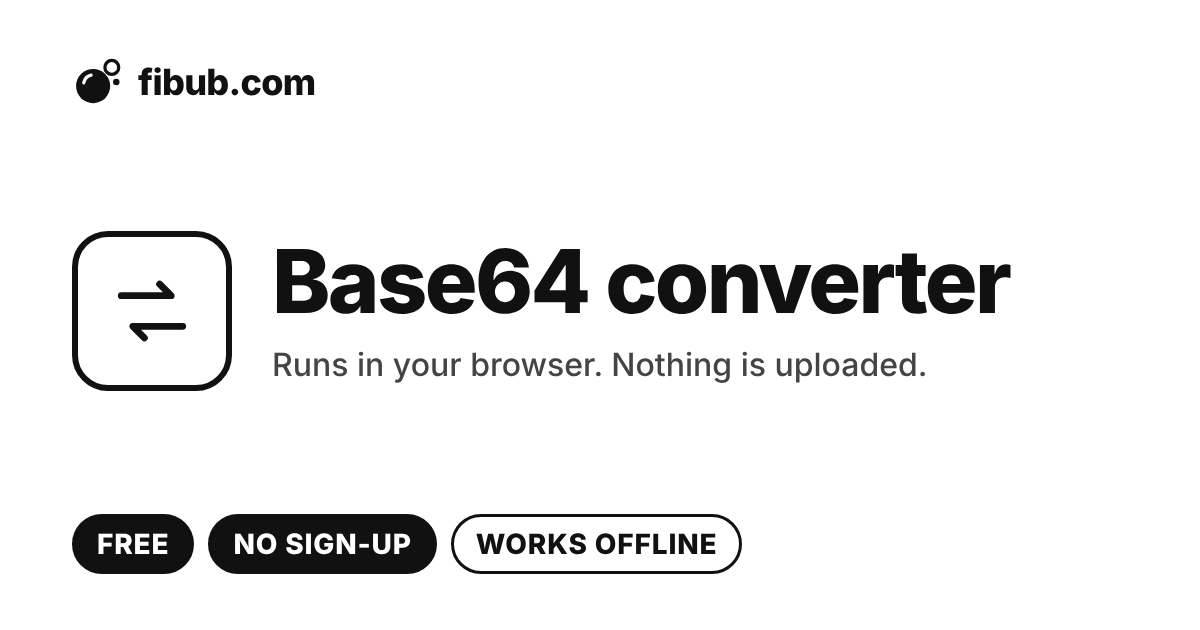 fibub.com
Base64 converter
Runs in your browser. Nothing is uploaded.
FREE NO SIGN-UP WORKS OFFLINE